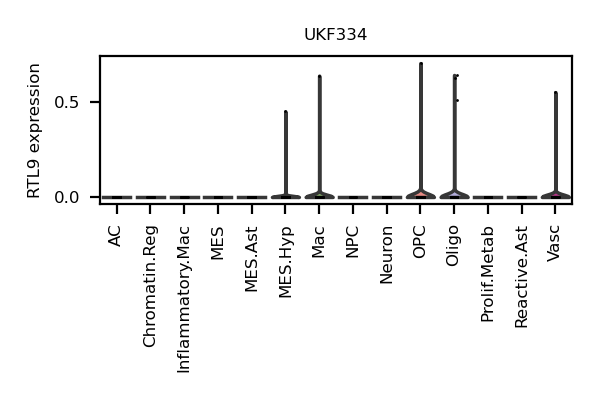 UKF334
RTL9 expression
0.5
0.0
AC
Chromatin.Reg
Inflammatory.Mac
MES
MES.Ast
MES.Hyp
Mac
NPC
Neuron
OPC
Oligo
Prolif.Metab
Reactive.Ast
Vasc